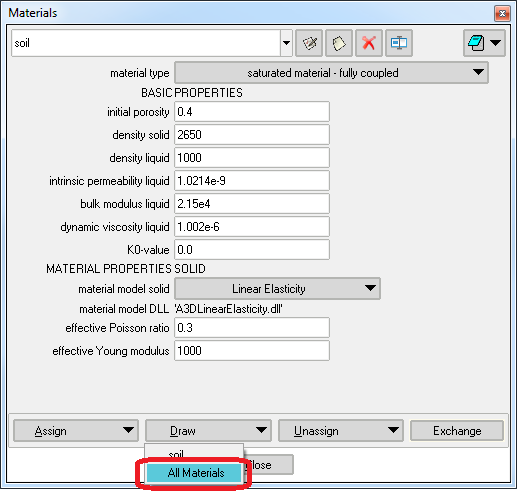 Materials
soil
material type saturated material - fully coupled
BASIC PROPERTIES
initial porosity 0.4
density solid 2650
density liquid 1000
intrinsic permeability liquid 1.0214e-9
bulk modulus liquid 2.15e4
dynamic viscosity liquid 1.002e-6
K0-value 0.0
MATERIAL PROPERTIES SOLID
material model solid Linear Elasticity
material model DLL 'A3DLinearElasticity.dll'
effective Poisson ratio 0.3
effective Young modulus 1000
Assign Draw Unassign Exchange
soil
All Materials